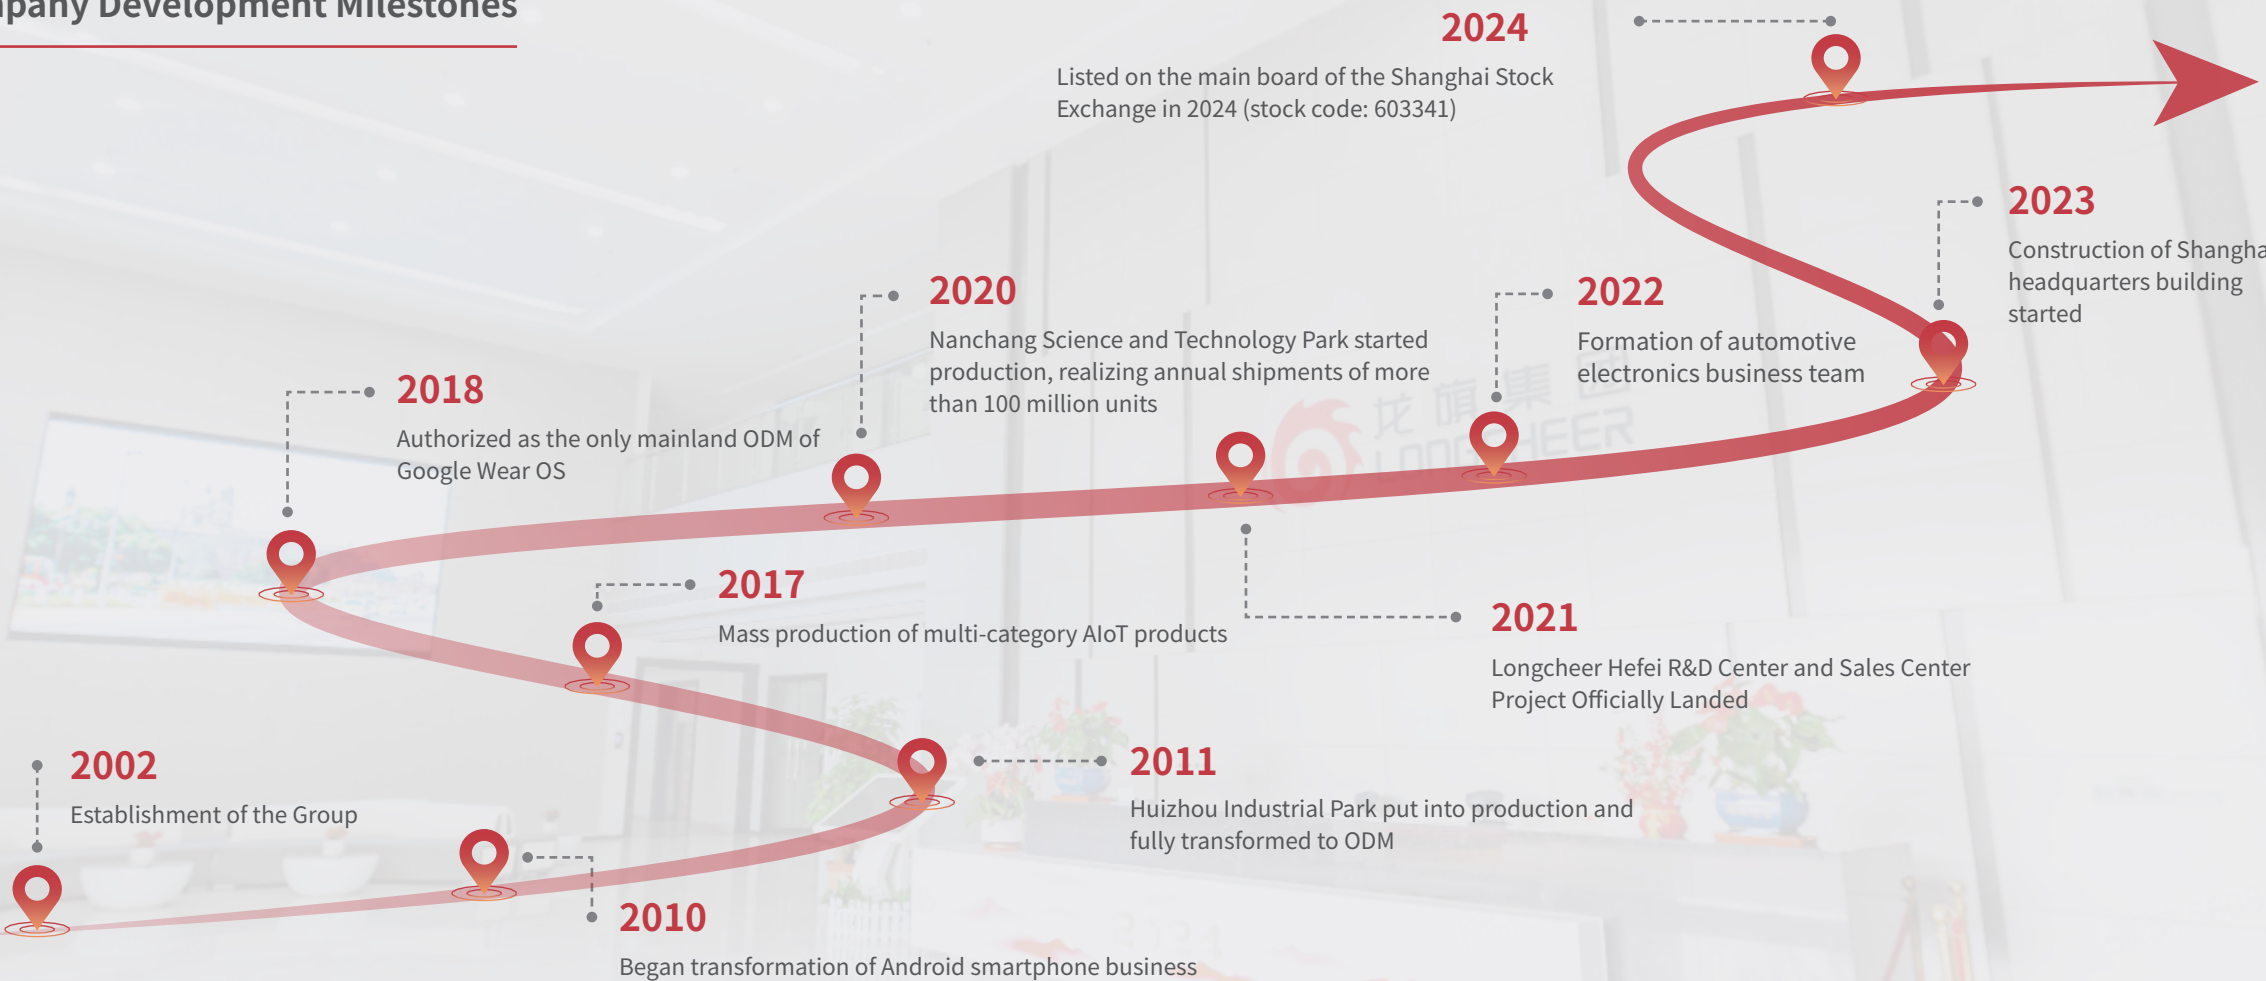 Development Milestones
2024
Listed on the main board of the Shanghai Stock
Exchange in 2024 (stock code: 603341)
2023
Construction of
headquarters building
started
2020
Nanchang Science and Technology Park started
production, realizing annual shipments of more
than 100 million units
2022
Formation of automotive
electronics business team
2018
Authorized as the only mainland ODM of
Google Wear OS
龙旗集团
LONGCHEER
2017
Mass production of multi-category AIoT products
2021
Longcheer Hefei R&D Center and Sales Center
Project Officially Landed
2002
Establishment of the Group
2011
Huizhou Industrial Park put into production and
fully transformed to ODM
2010
Began transformation of Android smartphone business